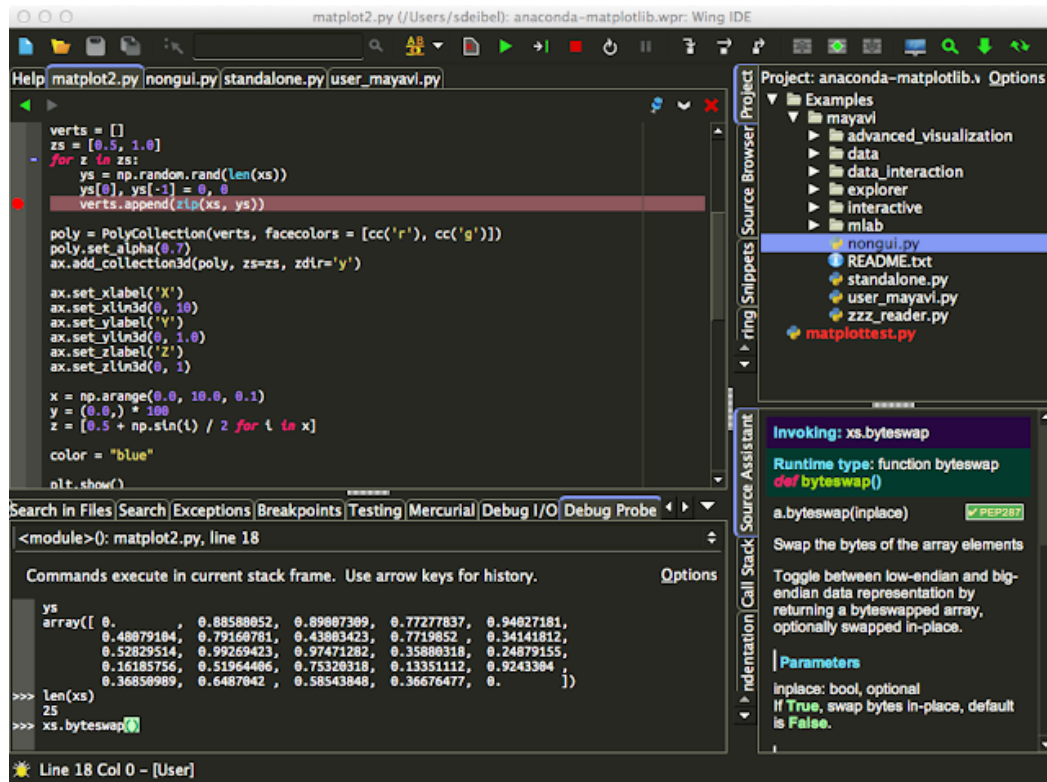 matplot2.py (/Users/sdeibel): anaconda-matplotlib.wpr: Wing IDE
Help matplot2.py nongui.py standalone.py user_mayavi.py
verts = []
zs = [0.5, 1.0]
for z in zs:
ys = np.random.rand(len(xs))
ys[0], ys[-1] = 0, 0
verts.append(zip(xs, ys))
poly = PolyCollection(verts, facecolors = [cc('r'), cc('g')])
poly.set_alpha(0.7)
ax.add_collection3d(poly, zs=zs, zdir='y')
ax.set_xlabel('X')
ax.set_xlim3d(0, 10)
ax.set_ylabel('Y')
ax.set_ylim3d(0, 1.0)
ax.set_zlabel('Z')
ax.set_zlim3d(0, 1)
x = np.arange(0.0, 10.0, 0.1)
y = (0.0,) * 100
z = [0.5 + np.sin(i) / 2 for i in x]
color = "blue"
plt.show()
Search in Files Search Exceptions Breakpoints Testing Mercurial Debug I/O Debug Probe
<module>(): matplot2.py, line 18
Commands execute in current stack frame. Use arrow keys for history. Options
ys
array([ 0. , 0.88588052, 0.89807309, 0.77277837, 0.94027181,
0.48079104, 0.79160781, 0.43803423, 0.7719852 , 0.34141812,
0.52829514, 0.99269423, 0.97471282, 0.35880318, 0.24879155,
0.16185756, 0.51964406, 0.75320318, 0.13351112, 0.9243304 ,
0.36850989, 0.6487042 , 0.58543848, 0.36676477, 0. ])
>>> len(xs)
25
>>> xs.byteswap()
Line 18 Col 0 – [User]
Project
Source Browser
Snippets
ring
Project: anaconda-matplotlib.v Options
Examples
mayavi
advanced_visualization
data
data_interaction
explorer
interactive
mlab
nongui.py
README.txt
standalone.py
user_mayavi.py
zzz_reader.py
matplottest.py
Source Assistant
Call Stack
ndentation
Invoking: xs.byteswap
Runtime type: function byteswap
def byteswap()
a.byteswap(inplace) PEP287
Swap the bytes of the array elements
Toggle between low-endian and big-
endian data representation by
returning a byteswapped array,
optionally swapped in-place.
Parameters
inplace: bool, optional
If True, swap bytes in-place, default
is False.